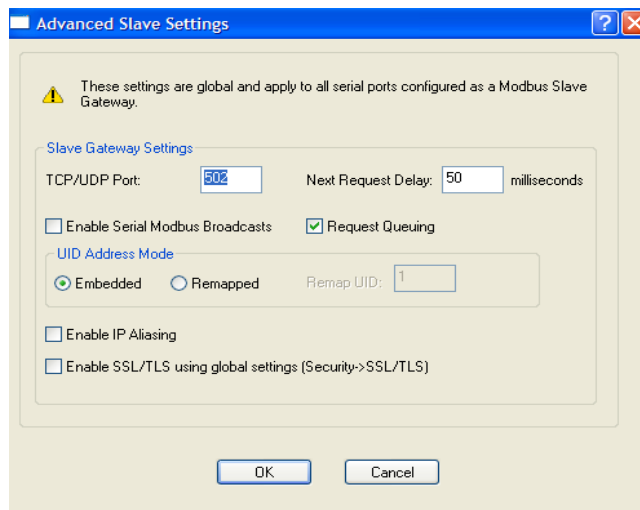 Advanced Slave Settings
These settings are global and apply to all serial ports configured as a Modbus Slave
Gateway.
Slave Gateway Settings
TCP/UDP Port: 502 Next Request Delay: 50 milliseconds
Enable Serial Modbus Broadcasts Request Queuing
UID Address Mode
Embedded Remapped Remap UID: 1
Enable IP Aliasing
Enable SSL/TLS using global settings (Security->SSL/TLS)
OK Cancel